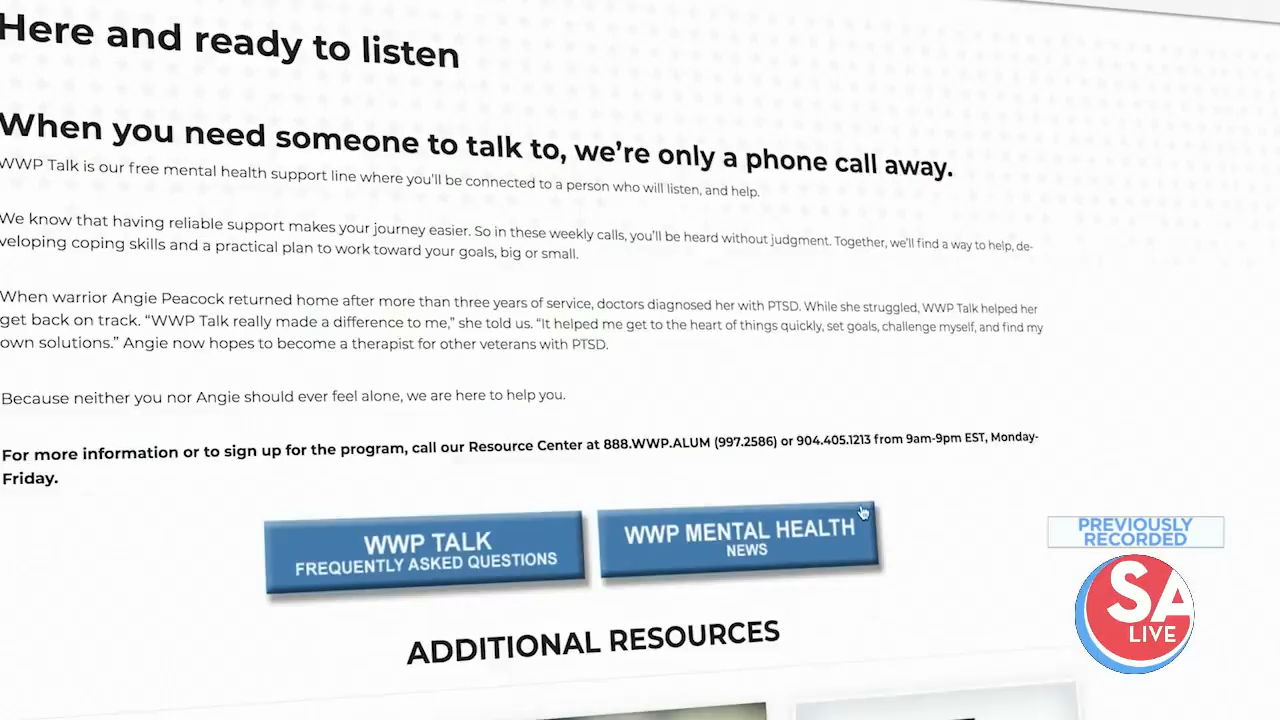 Here and ready to listen
When you need someone to talk to, we're only a phone call away.
WWP Talk is our free mental health support line where you'll be connected to a person who will listen, and help.
We know that having reliable support makes your journey easier. So in these weekly calls, you'll be heard without judgment. Together, we'll find a way to help, de-
veloping coping skills and a practical plan to work toward your goals, big or small.
When warrior Angie Peacock returned home after more than three years of service, doctors diagnosed her with PTSD. While she struggled, WWP Talk helped her
get back on track. “WWP Talk really made a difference to me,” she told us. “It helped me get to the heart of things quickly, set goals, challenge myself, and find my
own solutions.” Angie now hopes to become a therapist for other veterans with PTSD.
Because neither you nor Angie should ever feel alone, we are here to help you.
For more information or to sign up for the program, call our Resource Center at 888.WWP.ALUM (997.2586) or 904.405.1213 from 9am-9pm EST, Monday-
Friday.
WWP TALK
FREQUENTLY ASKED QUESTIONS
WWP MENTAL HEALTH
NEWS
ADDITIONAL RESOURCES
PREVIOUSLY
RECORDED
SA
LIVE